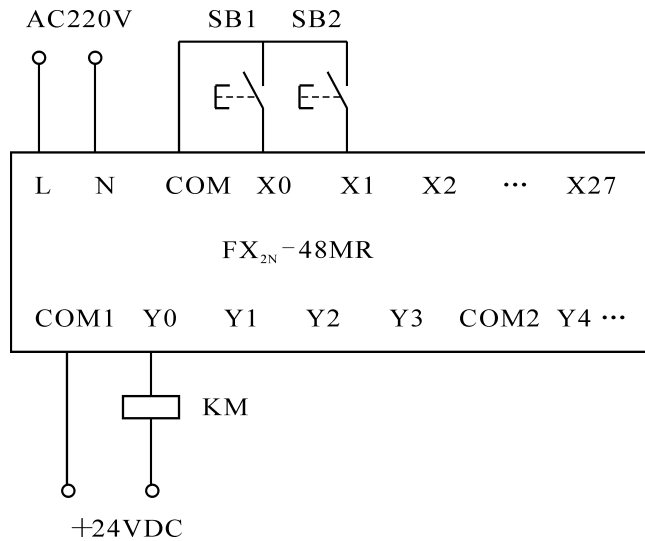 AC220V SB1 SB2
L N COM X0 X1 X2 ··· X27
FX2N-48MR
COM1 Y0 Y1 Y2 Y3 COM2 Y4 ···
KM
+24VDC